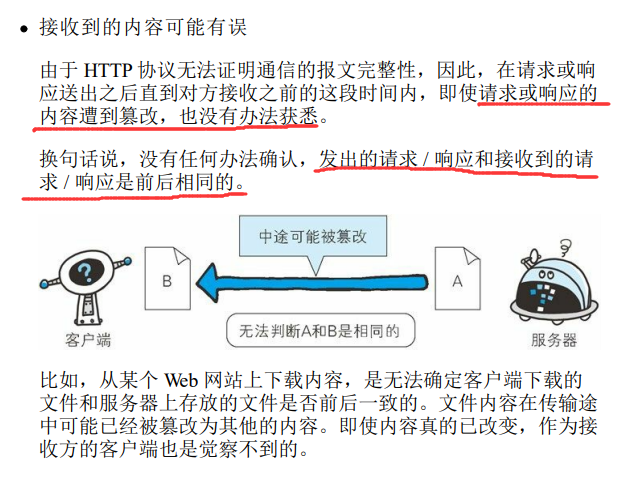 接收到的内容可能有误
由于 HTTP 协议无法证明通信的报文完整性，因此，在请求或响
应送出之后直到对方接收之前的这段时间内，即使请求或响应的
内容遭到篡改，也没有办法获悉。
换句话说，没有任何办法确认，发出的请求 / 响应和接收到的请
求 / 响应是前后相同的。
中途可能被篡改
B
A
无法判断A和B是相同的
客户端
服务器
比如，从某个 Web 网站上下载内容，是无法确定客户端下载的
文件和服务器上存放的文件是否前后一致的。文件内容在传输途
中可能已经被篡改为其他的内容。即使内容真的已改变，作为接
收方的客户端也是觉察不到的。